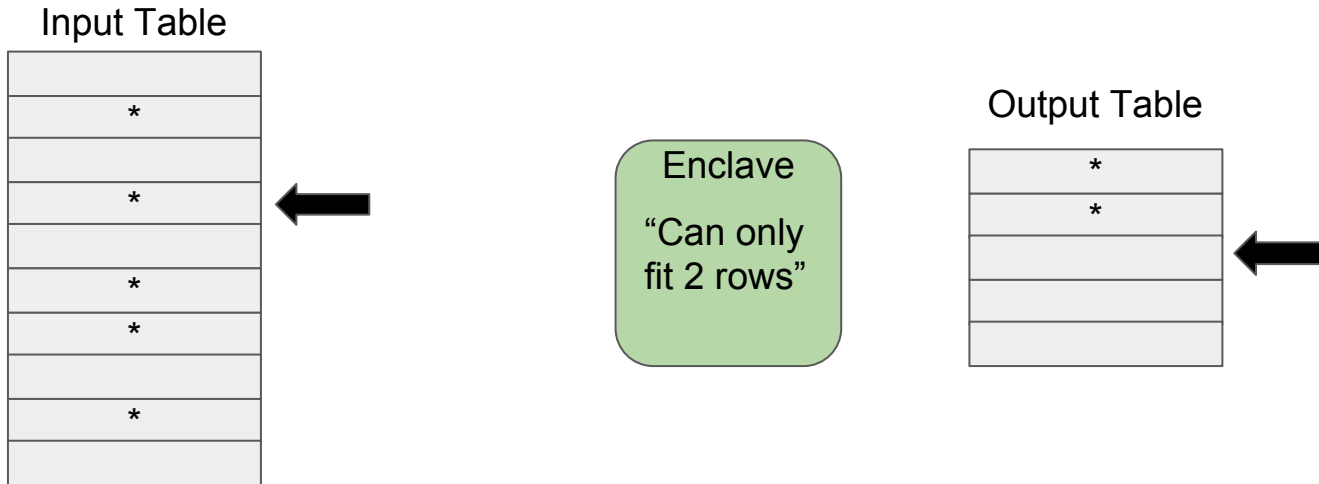 Input Table
*
*
*
*
*
Enclave
“Can only
fit 2 rows”
Output Table
*
*